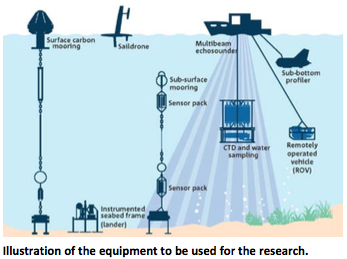 Surface carbon
mooring
Saildrone
Multibeam
echosounder
Sub-bottom
profiler
Sub-surface
mooring
Sensor pack
CTD and water
sampling
Remotely
operated
vehicle
(ROV)
Sensor pack
Instrumented
seabed frame
(lander)
Illustration of the equipment to be used for the research.